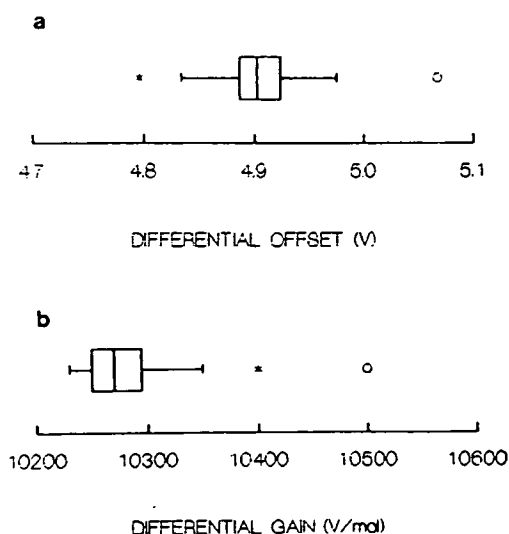 a
4.7 4.8 4.9 5.0 5.1
DIFFERENTIAL OFFSET (V)
b
10200 10300 10400 10500 10600
DIFFERENTIAL GAIN (V/mol)